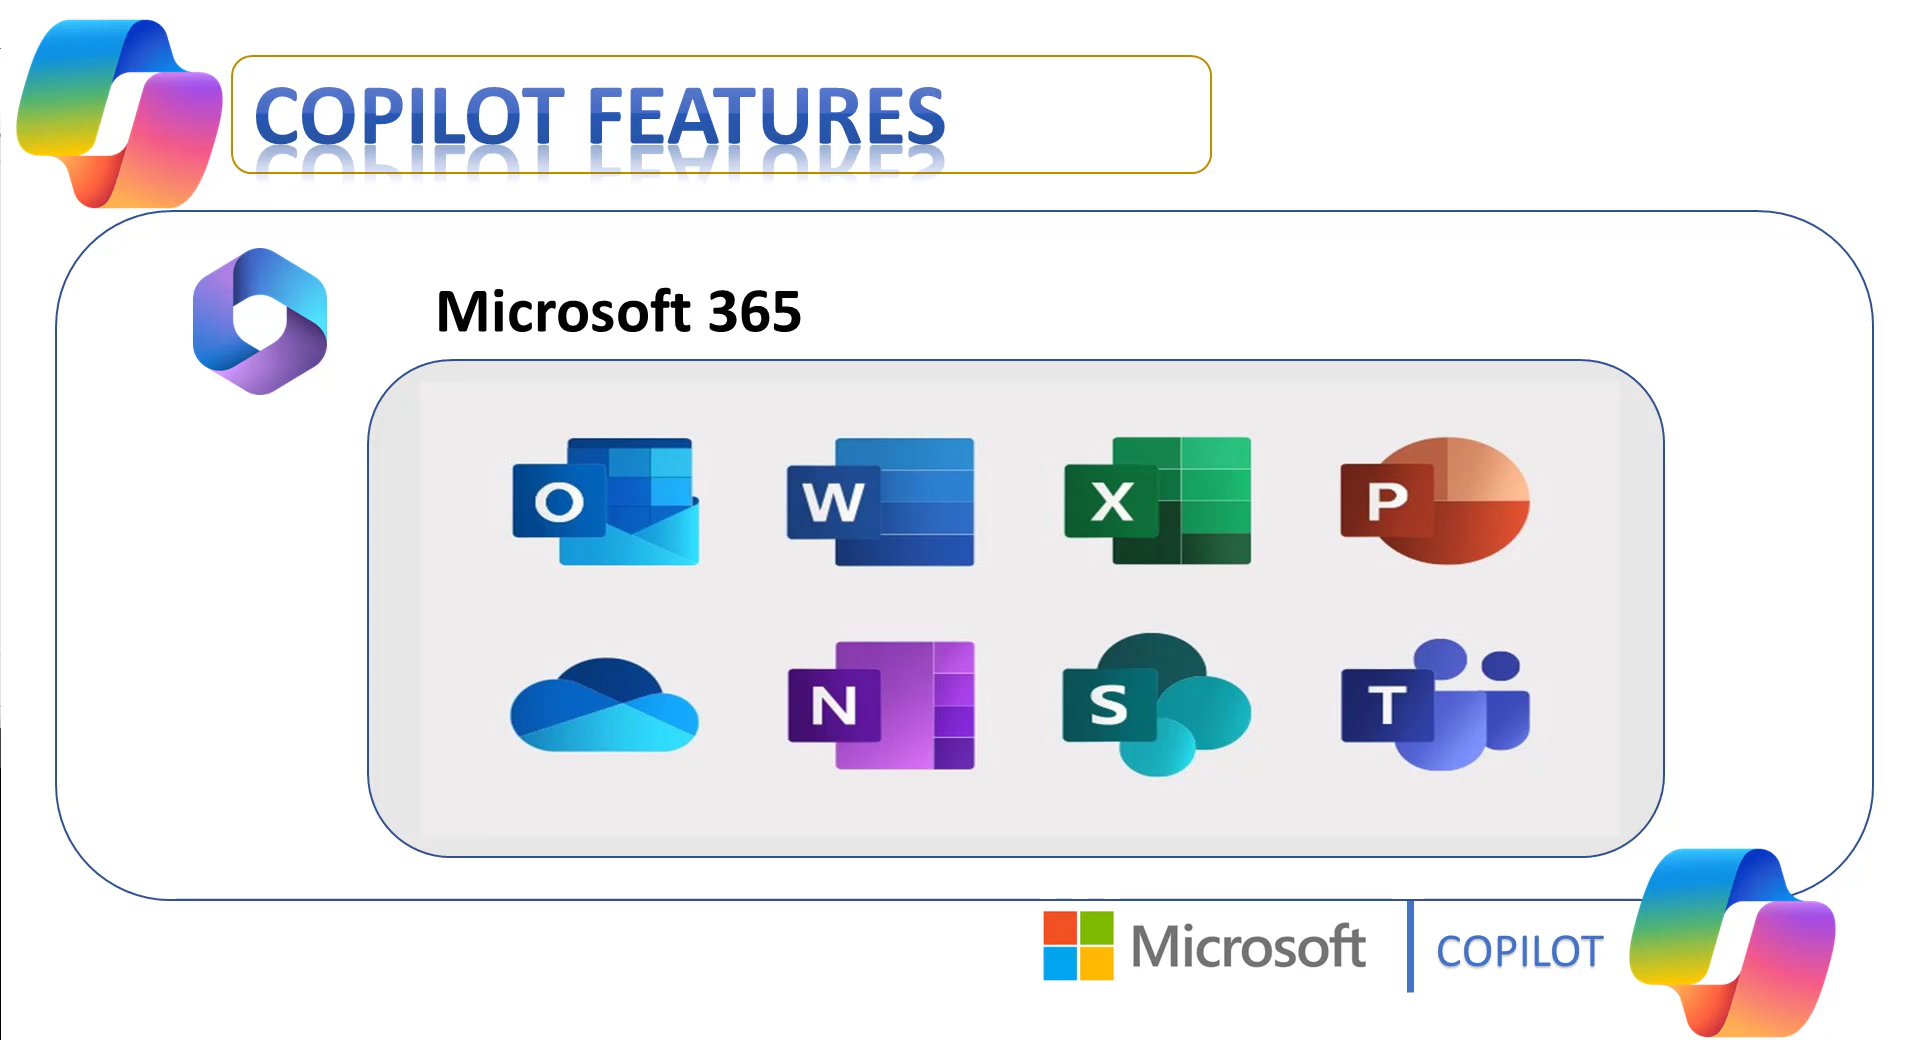 COPILOT FEATURES
Microsoft 365
O W X P
N S T
Microsoft | COPILOT